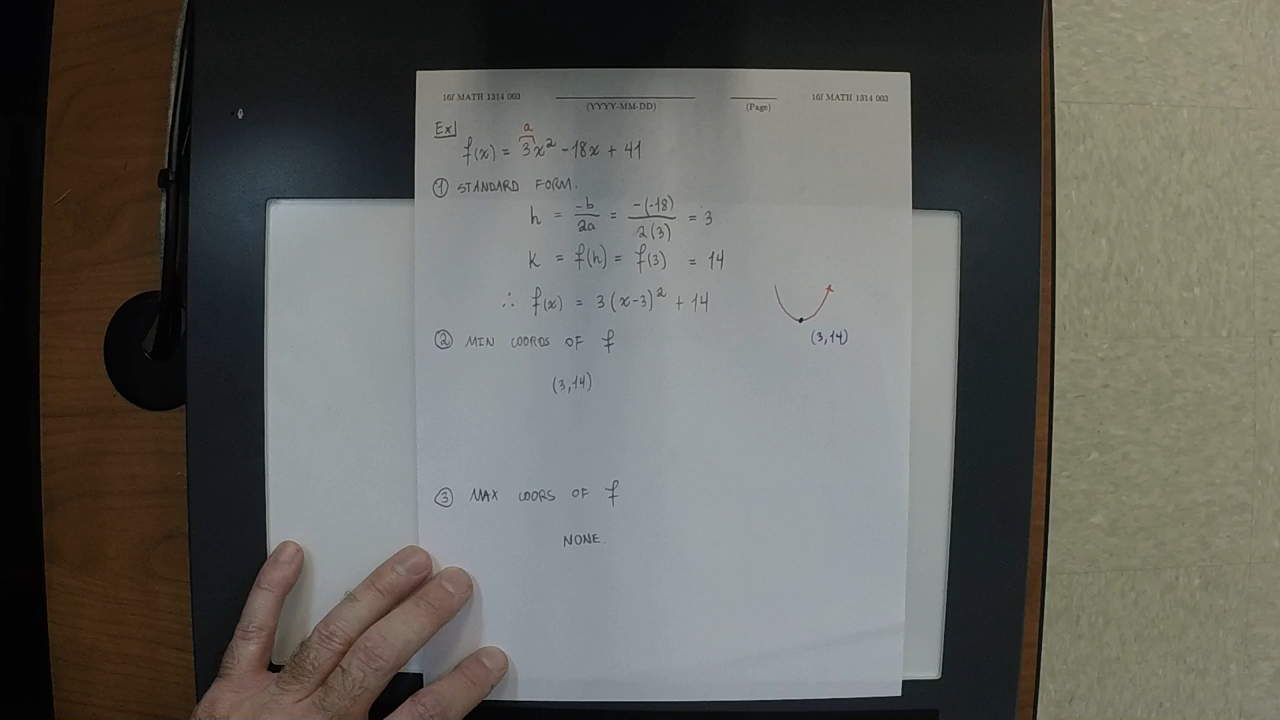 16f MATH 1314 003 (YYYY-MM-DD) (Page) 16f MATH 1314 003
Ex|
a
f(x) = 3x² - 18x + 41
① STANDARD FORM.
h = -b/2a = -(-18)/2(3) = 3
K = f(h) = f(3) = 14
∴ f(x) = 3(x-3)² + 14
(3,14)
② MIN COORDS OF f
(3,14)
③ MAX COORS OF f
NONE.